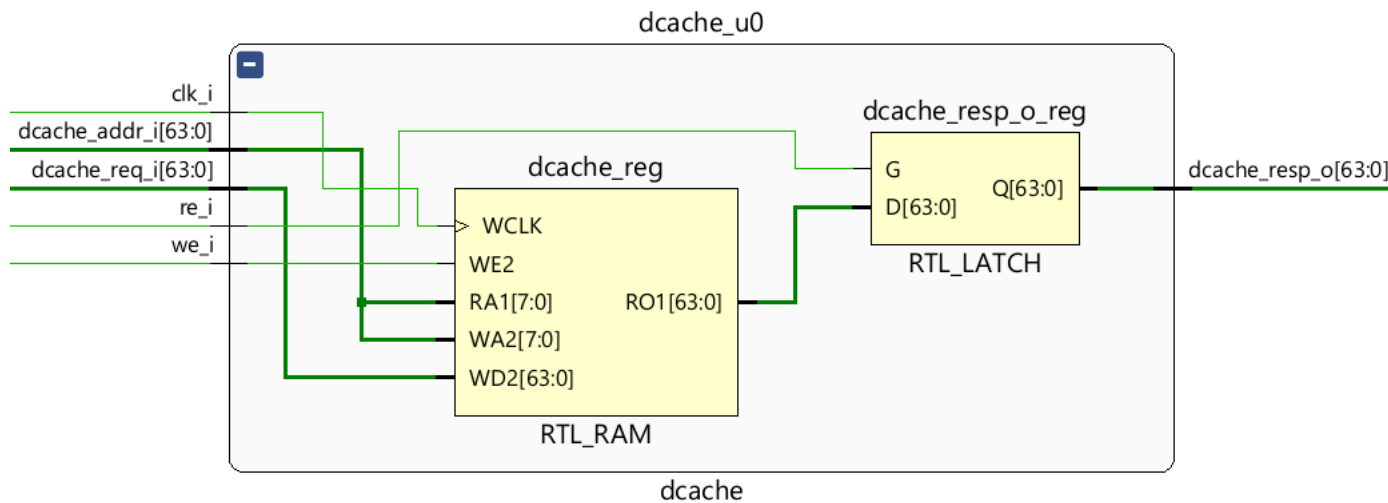 dcache_u0
clk_i
dcache_addr_i[63:0]
dcache_req_i[63:0]
re_i
we_i
dcache_reg
WCLK
WE2
RA1[7:0]
RO1[63:0]
WA2[7:0]
WD2[63:0]
RTL_RAM
dcache_resp_o_reg
G
D[63:0]
Q[63:0]
RTL_LATCH
dcache_resp_o[63:0]
dcache